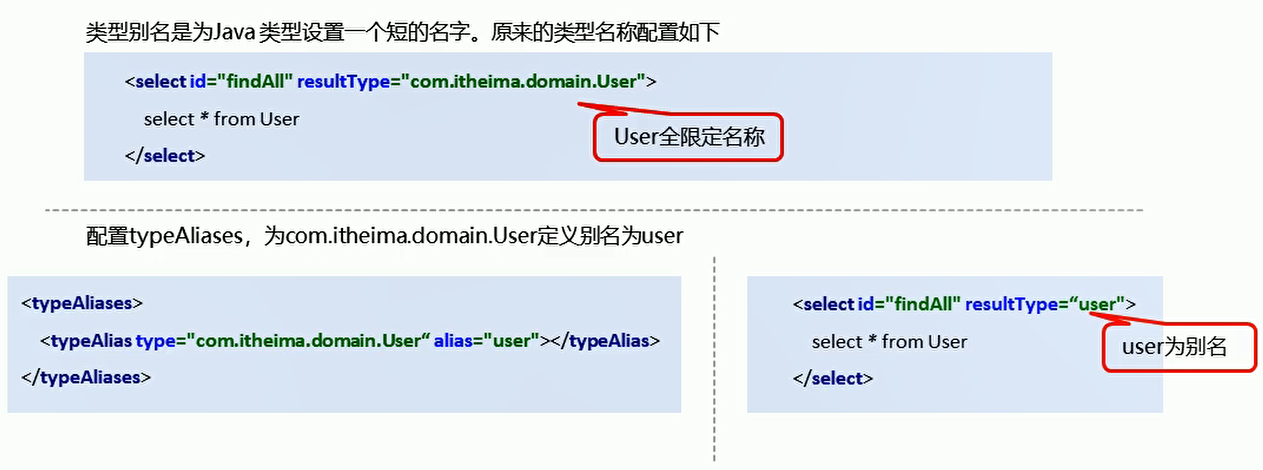 类型别名是为Java 类型设置一个短的名字。原来的类型名称配置如下
<select id="findAll" resultType="com.itheima.domain.User">
select * from User
</select>
User全限定名称
配置typeAliases，为com.itheima.domain.User定义别名为user
<typeAliases>
<typeAlias type="com.itheima.domain.User“ alias="user"></typeAlias>
</typeAliases>
<select id="findAll" resultType=“user">
select * from User
</select>
user为别名